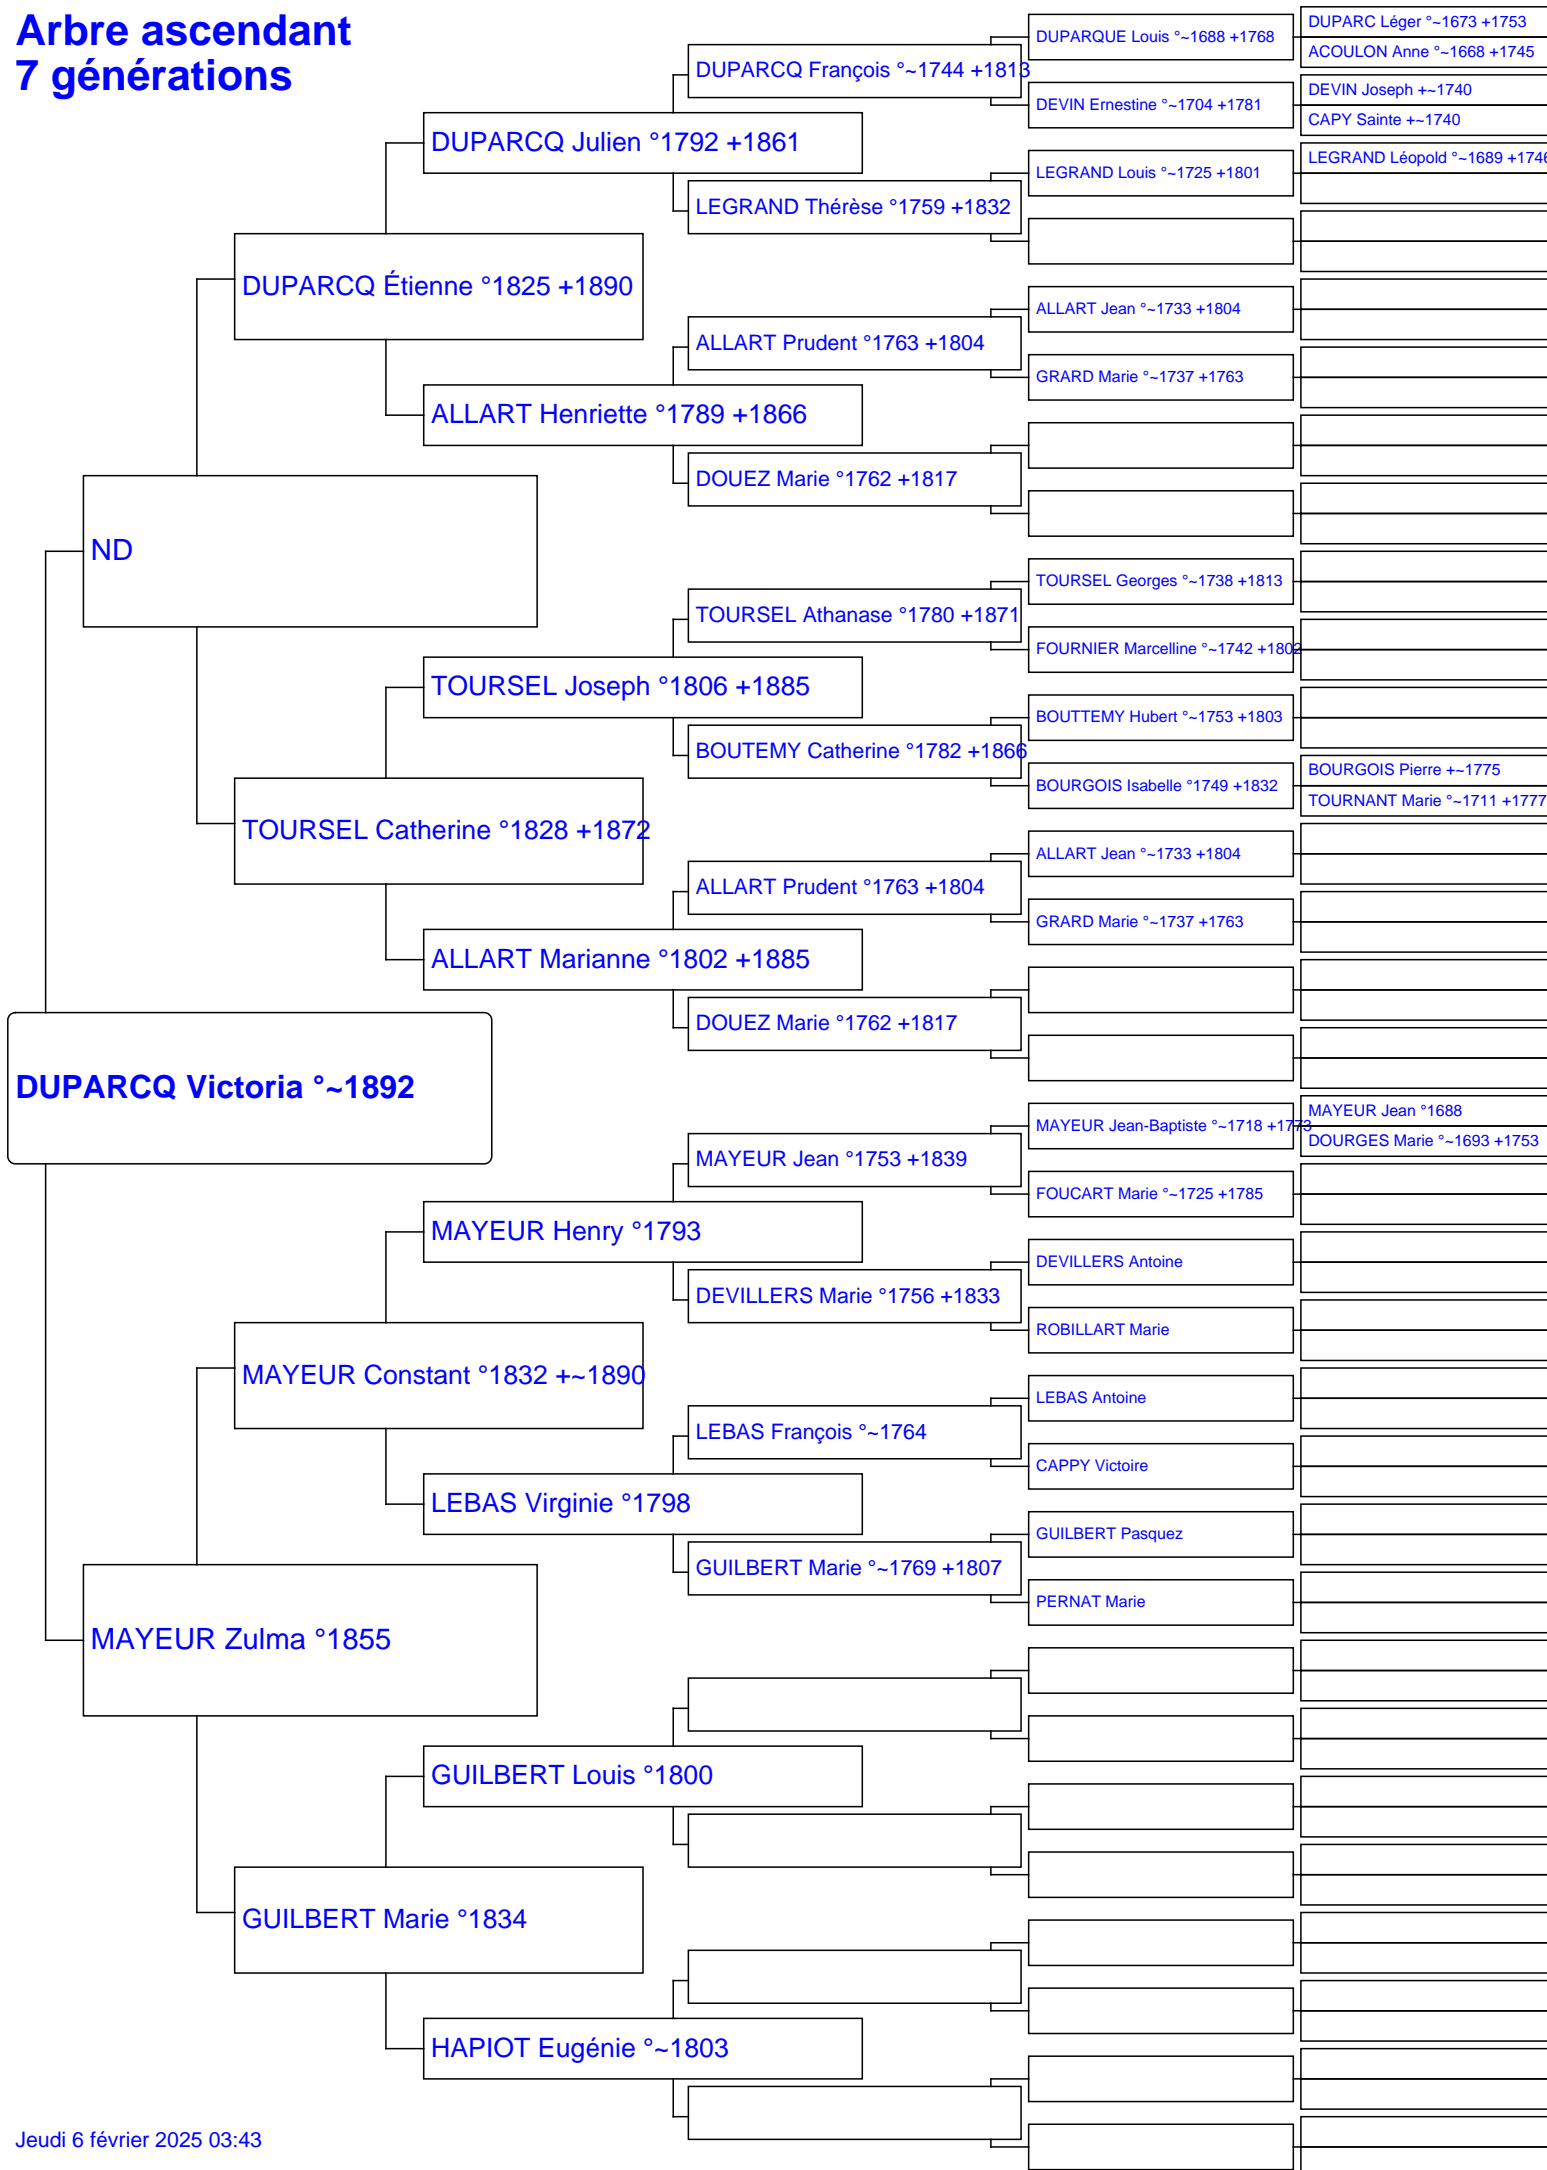 Arbre ascendant
7 générations
DUPARC Léger °~1673 +1753
DUPARQUE Louis °~1688 +1768
ACOULON Anne °~1668 +1745
DUPARCQ François °~1744 +1813
DEVIN Joseph +~1740
DEVIN Ernestine °~1704 +1781
CAPY Sainte +~1740
DUPARCQ Julien °1792 +1861
LEGRAND Léopold °~1689 +1746
LEGRAND Louis °~1725 +1801
LEGRAND Thérèse °1759 +1832
DUPARCQ Étienne °1825 +1890
ALLART Jean °~1733 +1804
ALLART Prudent °1763 +1804
GRARD Marie °~1737 +1763
ALLART Henriette °1789 +1866
DOUEZ Marie °1762 +1817
ND
TOURSEL Georges °~1738 +1813
TOURSEL Athanase °1780 +1871
FOURNIER Marcelline °~1742 +1802
TOURSEL Joseph °1806 +1885
BOUTTEMY Hubert °~1753 +1803
BOUTEMY Catherine °1782 +1866
BOURGOIS Pierre +~1775
BOURGOIS Isabelle °1749 +1832
TOURNANT Marie °~1711 +1777
TOURSEL Catherine °1828 +1872
ALLART Jean °~1733 +1804
ALLART Prudent °1763 +1804
GRARD Marie °~1737 +1763
ALLART Marianne °1802 +1885
DOUEZ Marie °1762 +1817
DUPARCQ Victoria °~1892
MAYEUR Jean °1688
MAYEUR Jean-Baptiste °~1718 +1773
DOURGES Marie °~1693 +1753
MAYEUR Jean °1753 +1839
FOUCART Marie °~1725 +1785
MAYEUR Henry °1793
DEVILLERS Antoine
DEVILLERS Marie °1756 +1833
ROBILLART Marie
MAYEUR Constant °1832 +~1890
LEBAS Antoine
LEBAS François °~1764
CAPPY Victoire
LEBAS Virginie °1798
GUILBERT Pasquez
GUILBERT Marie °~1769 +1807
PERNAT Marie
MAYEUR Zulma °1855
GUILBERT Louis °1800
GUILBERT Marie °1834
HAPIOT Eugénie °~1803
Jeudi 6 février 2025 03:43